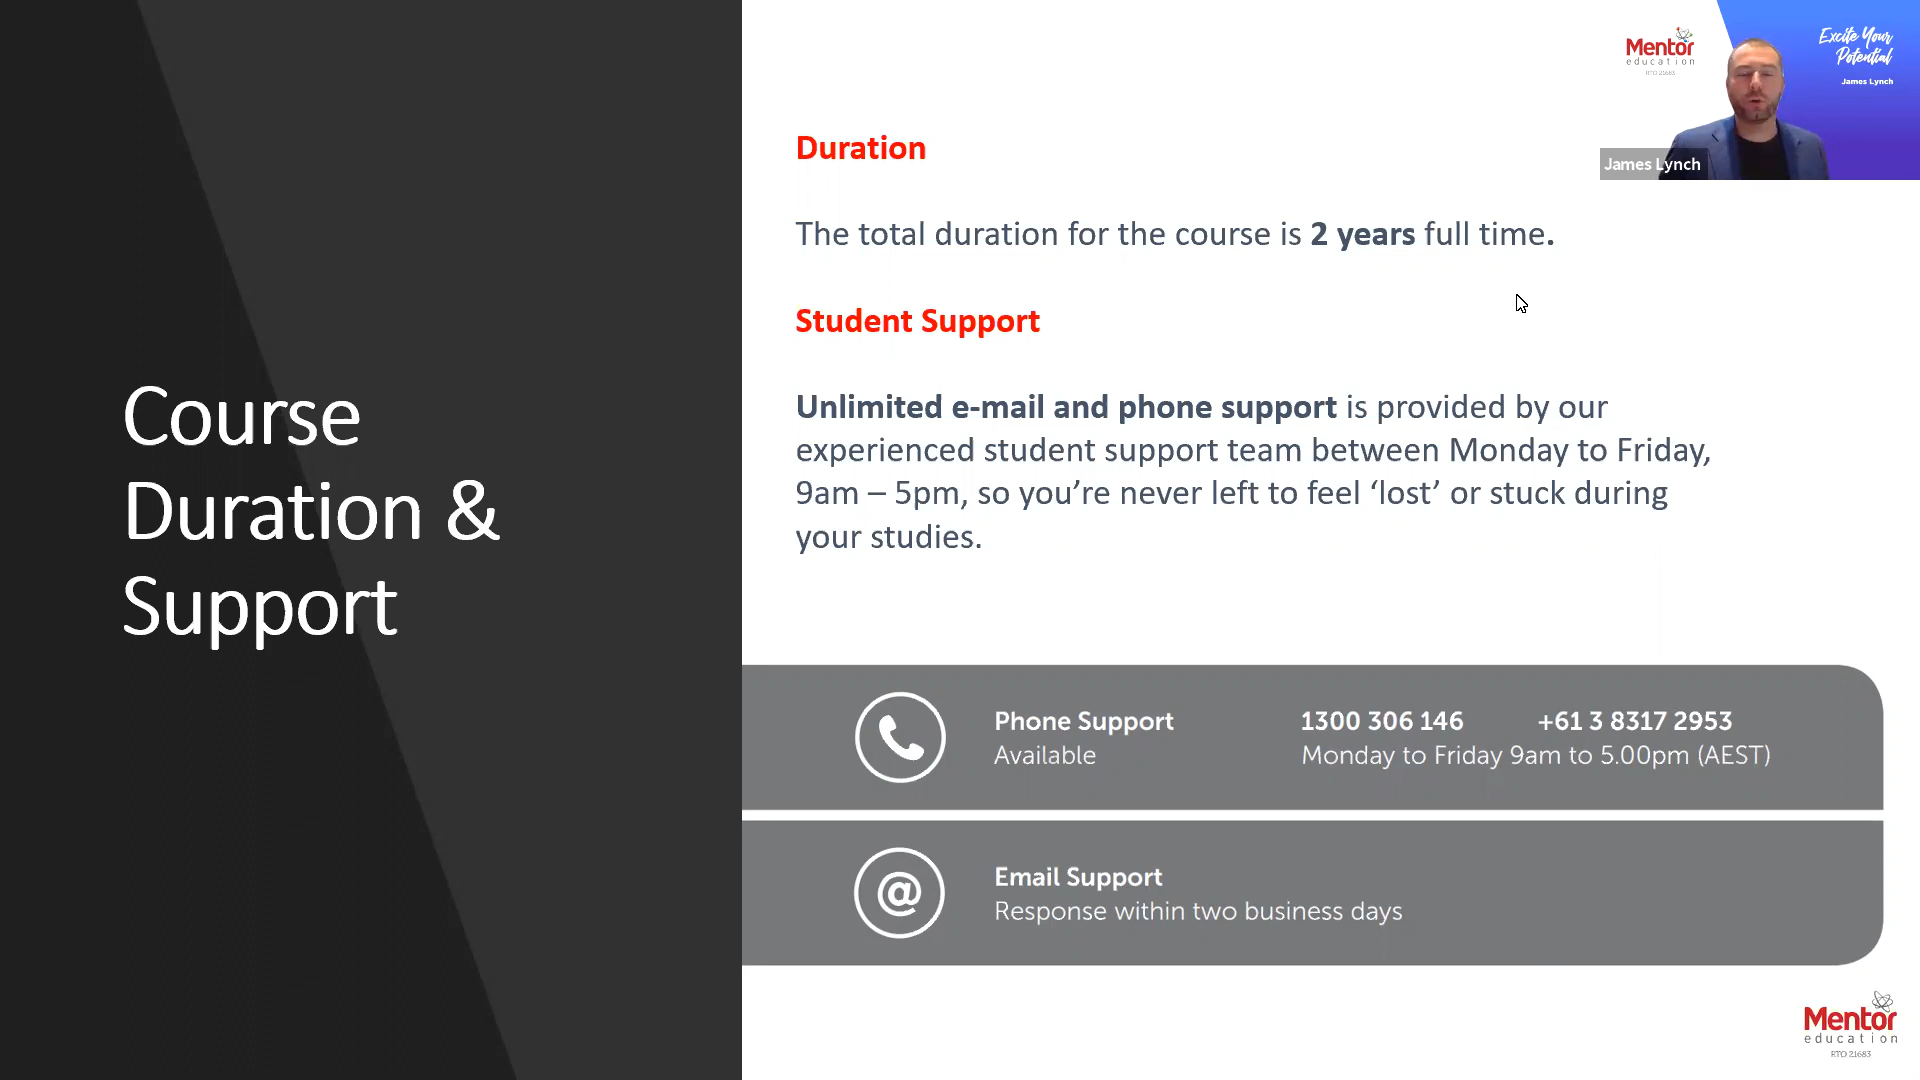 Course
Duration &
Support
Mentor
education
RTO 21683
Excite Your
Potential
James Lynch
James Lynch
Duration
The total duration for the course is 2 years full time.
Student Support
Unlimited e-mail and phone support is provided by our
experienced student support team between Monday to Friday,
9am – 5pm, so you’re never left to feel ‘lost’ or stuck during
your studies.
Phone Support 1300 306 146 +61 3 8317 2953
Available Monday to Friday 9am to 5.00pm (AEST)
@
Email Support
Response within two business days
Mentor
education
RTO 21683